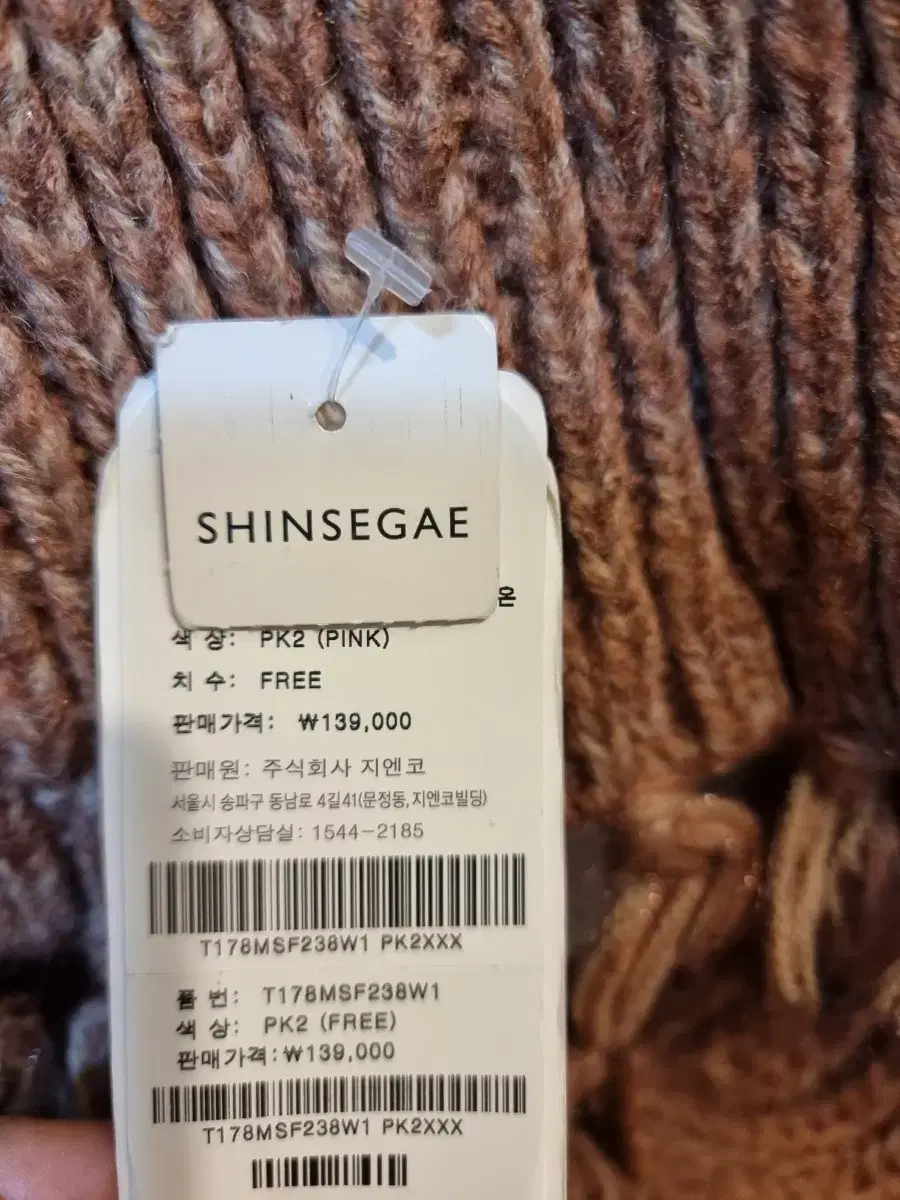 SHINSEGAE
온
색 상: PK2 (PINK)
치 수: FREE
판매가격: ₩139,000
판매원: 주식회사 지엔코
서울시 송파구 동남로 4길41(문정동, 지엔코빌딩)
소비자상담실: 1544-2185
T178MSF238W1 PK2XXX
품 번: T178MSF238W1
색 상: PK2 (FREE)
판매가격:₩139,000
T178MSF238W1 PK2XXX